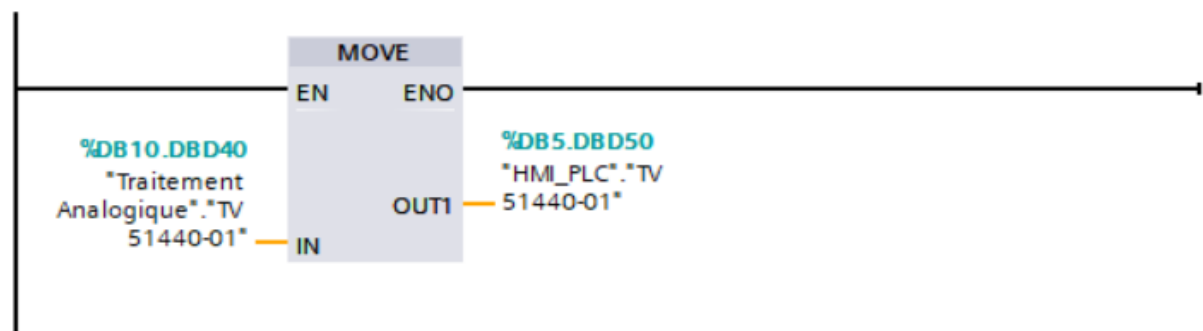 MOVE
EN ENO
%DB10.DBD40
"Traitement
Analogique"."TV
51440-01"
IN
%DB5.DBD50
"HMI_PLC"."TV
51440-01"
OUT1